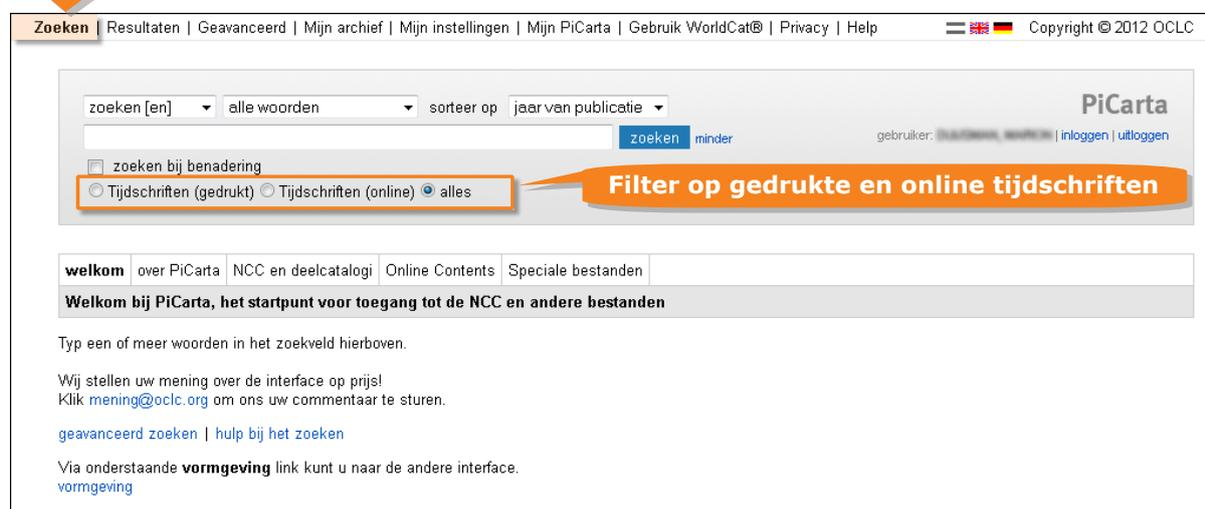 Zoeken | Resultaten | Geavanceerd | Mijn archief | Mijn instellingen | Mijn PiCarta | Gebruik WorldCat® | Privacy | Help Copyright © 2012 OCLC
zoeken [en] alle woorden sorteer op jaar van publicatie PiCarta
zoeken minder gebruiker: | inloggen | uitloggen
zoeken bij benadering
Tijdschriften (gedrukt) Tijdschriften (online) alles Filter op gedrukte en online tijdschriften
welkom over PiCarta NCC en deelcatalogi Online Contents Speciale bestanden
Welkom bij PiCarta, het startpunt voor toegang tot de NCC en andere bestanden
Typ een of meer woorden in het zoekveld hierboven.
Wij stellen uw mening over de interface op prijs!
Klik mening@oclc.org om ons uw commentaar te sturen.
geavanceerd zoeken | hulp bij het zoeken
Via onderstaande vormgeving link kunt u naar de andere interface.
vormgeving